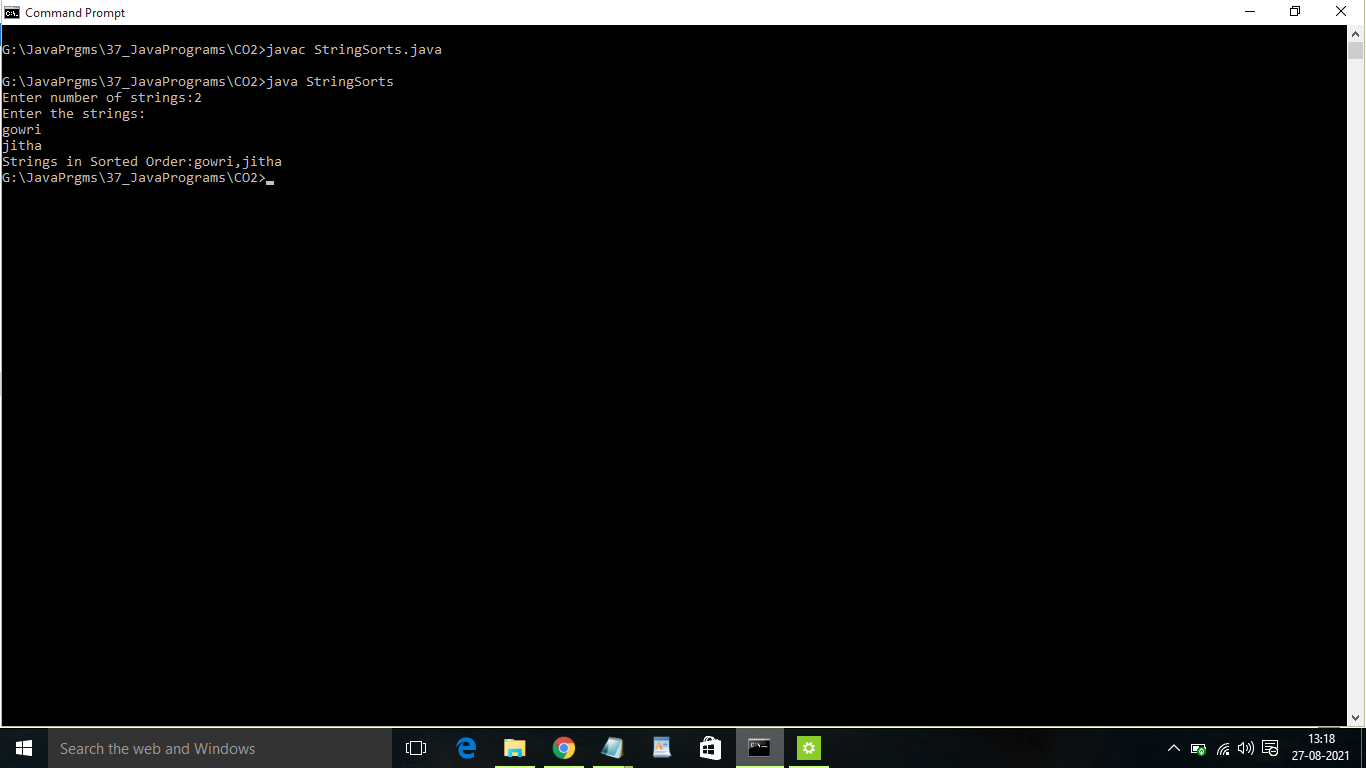 Command Prompt
G:\JavaPrgms\37_JavaPrograms\CO2>javac StringSorts.java
G:\JavaPrgms\37_JavaPrograms\CO2>java StringSorts
Enter number of strings:2
Enter the strings:
gowri
jitha
Strings in Sorted Order:gowri,jitha
G:\JavaPrgms\37_JavaPrograms\CO2>
Search the web and Windows
13:18
27-08-2021